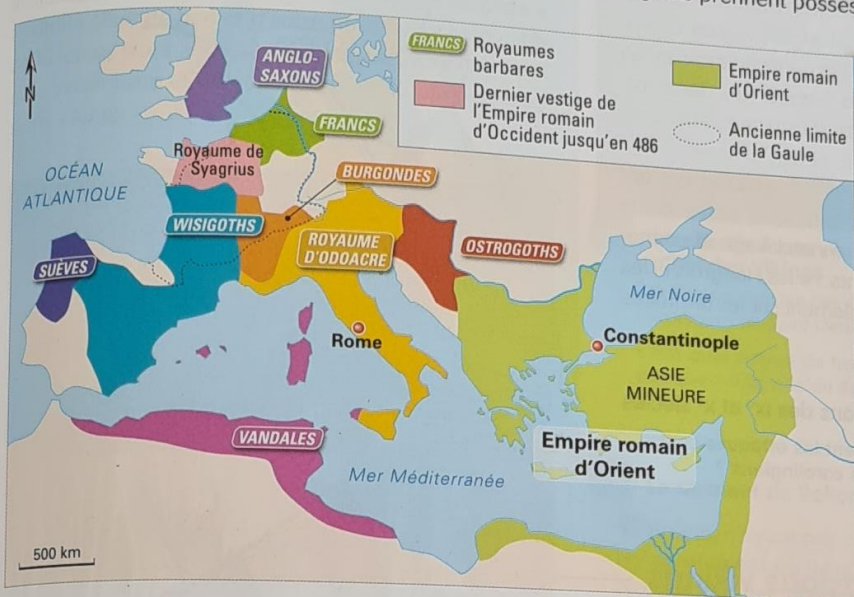 prennent possес
FRANCS
Royaumes
barbares
Dernier vestige de
l'Empire romain
d'Occident jusqu'en 486
Empire romain
d'Orient
Ancienne limite
de la Gaule
N
ANGLO-
SAXONS
FRANCS
Royaume de
Syagrius
BURGONDES
OCÉAN
ATLANTIQUE
WISIGOTHS
ROYAUME
D'ODOACRE
OSTROGOTHS
SUÈVES
Mer Noire
Rome
Constantinople
ASIE
MINEURE
VANDALES
Empire romain
d'Orient
Mer Méditerranée
500 km